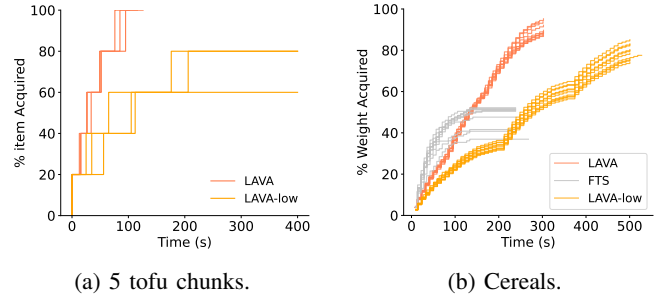 100
80
60
40
20
0
% item Acquired
0 100 200 300 400
Time (s)
LAVA
LAVA-low
(a) 5 tofu chunks.
100
80
60
40
20
0
% Weight Acquired
0 100 200 300 400 500
Time (s)
LAVA
FTS
LAVA-low
(b) Cereals.